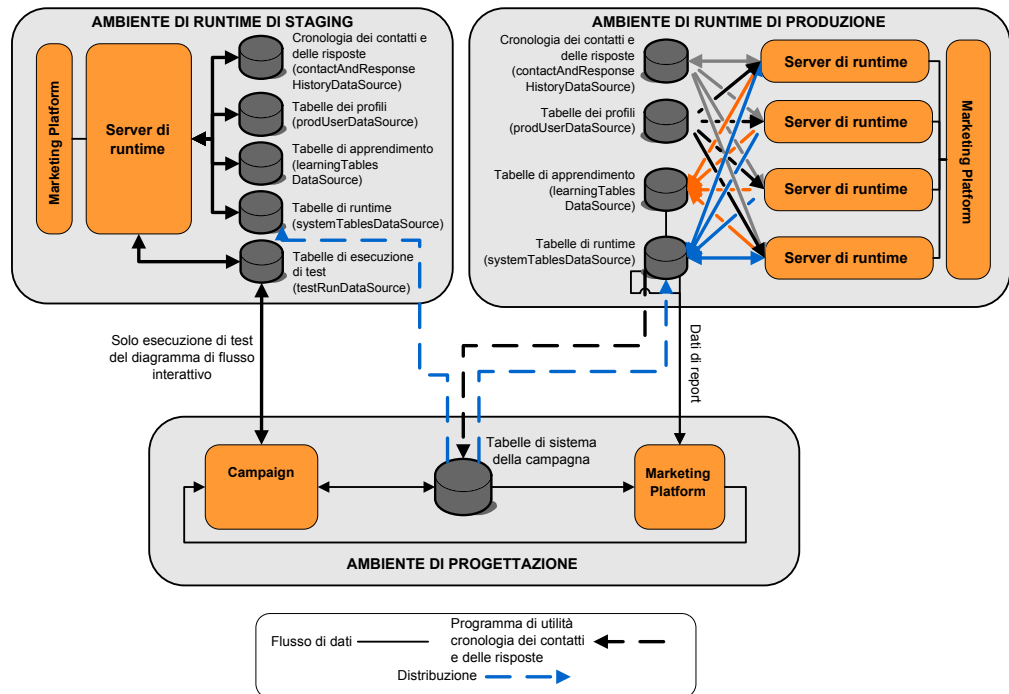 AMBIENTE DI RUNTIME DI STAGING
Marketing Platform
Server di
runtime
Cronologia dei contatti e
delle risposte
(contactAndResponse
HistoryDataSource)
Tabelle dei profili
(prodUserDataSource)
Tabelle di apprendimento
(learningTables
DataSource)
Tabelle di runtime
(systemTablesDataSource)
Tabelle di esecuzione
di test
(testRunDataSource)
AMBIENTE DI RUNTIME DI PRODUZIONE
Cronologia dei contatti e
delle risposte
(contactAndResponse
HistoryDataSource)
Tabelle dei profili
(prodUserDataSource)
Tabelle di apprendimento
(learningTables
DataSource)
Tabelle di runtime
(systemTablesDataSource)
Server di runtime
Server di runtime
Server di runtime
Server di runtime
Marketing Platform
Solo esecuzione di test
del diagramma di flusso
interattivo
Dati di report
Campaign
Tabelle di sistema
della campagna
Marketing
Platform
AMBIENTE DI PROGETTAZIONE
Flusso di dati
Programma di utilità
cronologia dei contatti
e delle risposte
Distribuzione